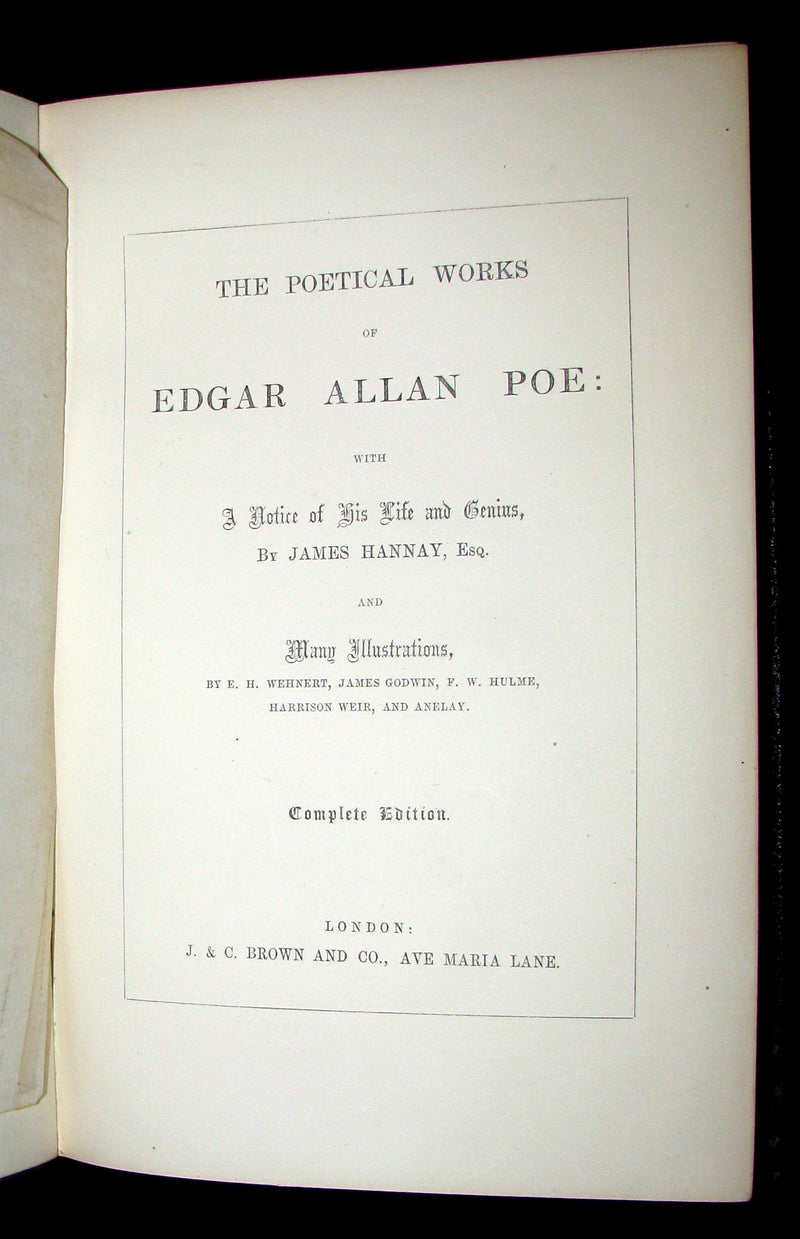 THE POETICAL WORKS
OF
EDGAR ALLAN POE:
WITH
A Notice of His Life and Genius,
BY JAMES HANNAY, ESQ.
AND
Many Illustrations,
BY E. H. WEHNERT, JAMES GODWIN, F. W. HULME,
HARRISON WEIR, AND ANELAY.
Complete Edition.
LONDON:
J. & C. BROWN AND CO., AVE MARIA LANE.